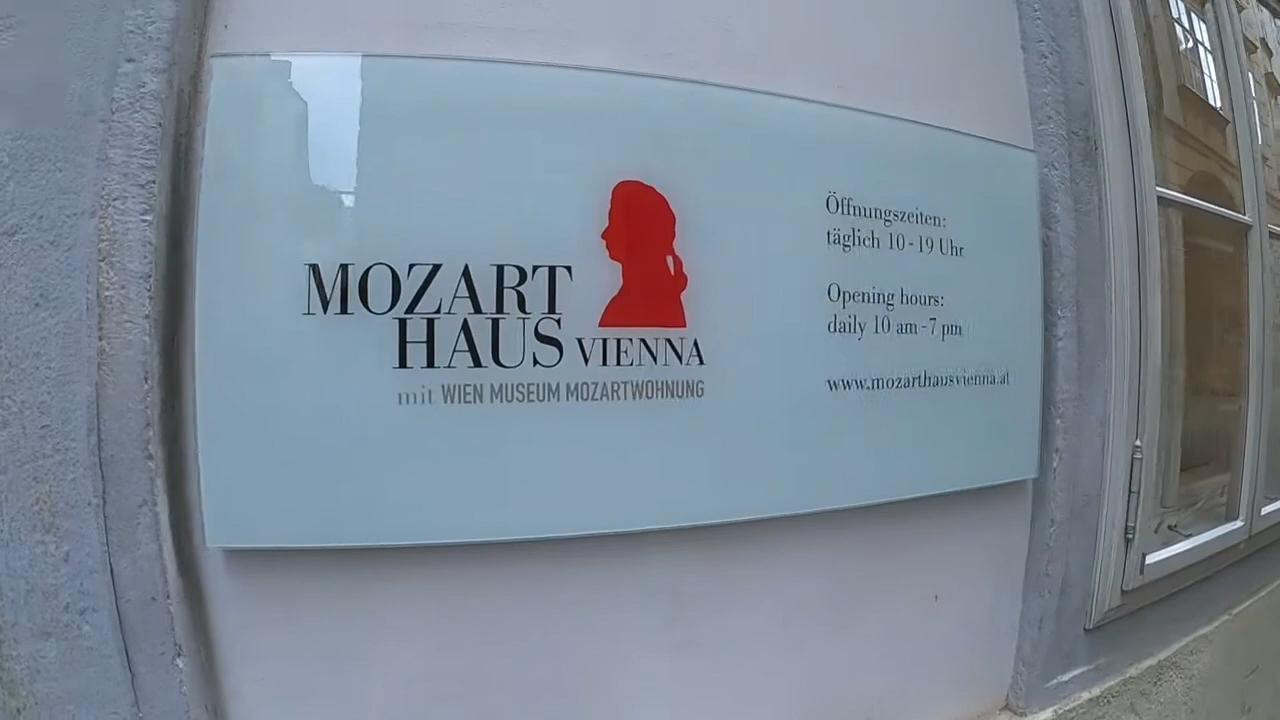 MOZART
HAUS VIENNA
mit WIEN MUSEUM MOZARTWOHNUNG
Öffnungszeiten:
täglich 10-19 Uhr
Opening hours:
daily 10 am-7 pm
www.mozarthausvienna.at